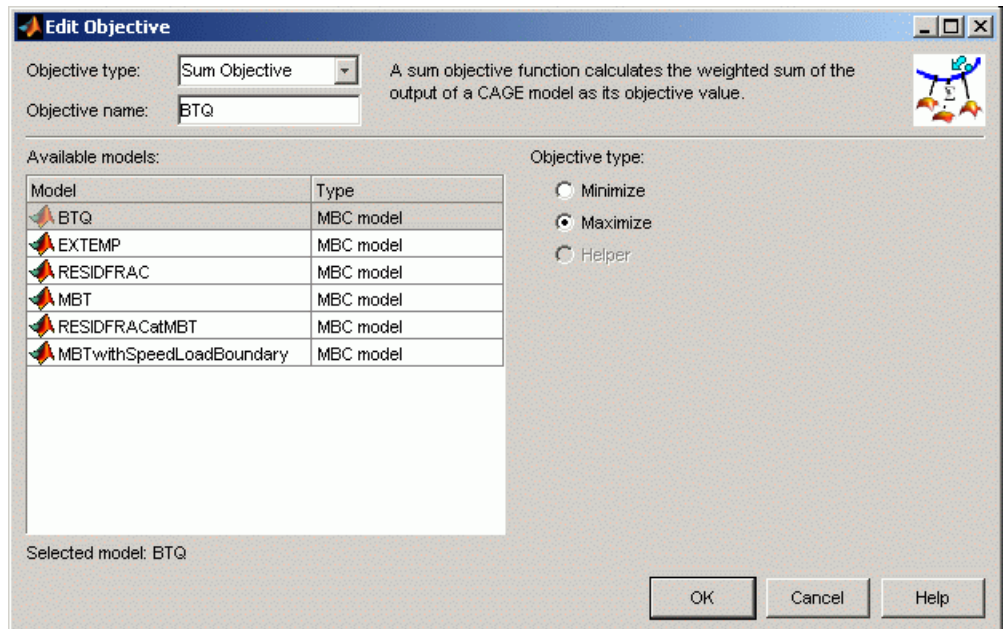 Edit Objective
Objective type: Sum Objective
A sum objective function calculates the weighted sum of the
output of a CAGE model as its objective value.
Objective name: BTQ
Available models:
Model Type
BTQ MBC model
EXTEMP MBC model
RESIDFRAC MBC model
MBT MBC model
RESIDFRACatMBT MBC model
MBTwithSpeedLoadBoundary MBC model
Selected model: BTQ
Objective type:
Minimize
Maximize
Helper
OK Cancel Help